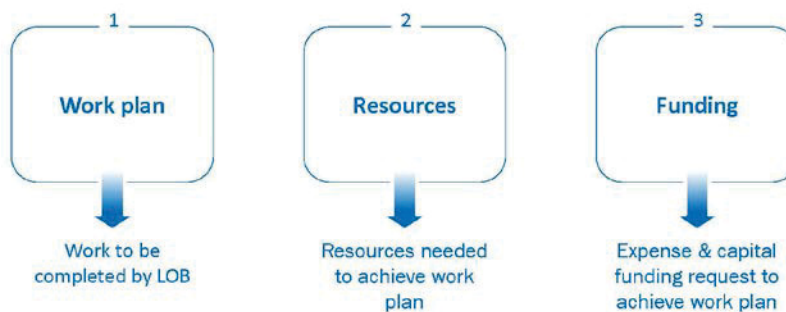 1
Work plan
Work to be
completed by LOB
2
Resources
Resources needed
to achieve work
plan
3
Funding
Expense & capital
funding request to
achieve work plan